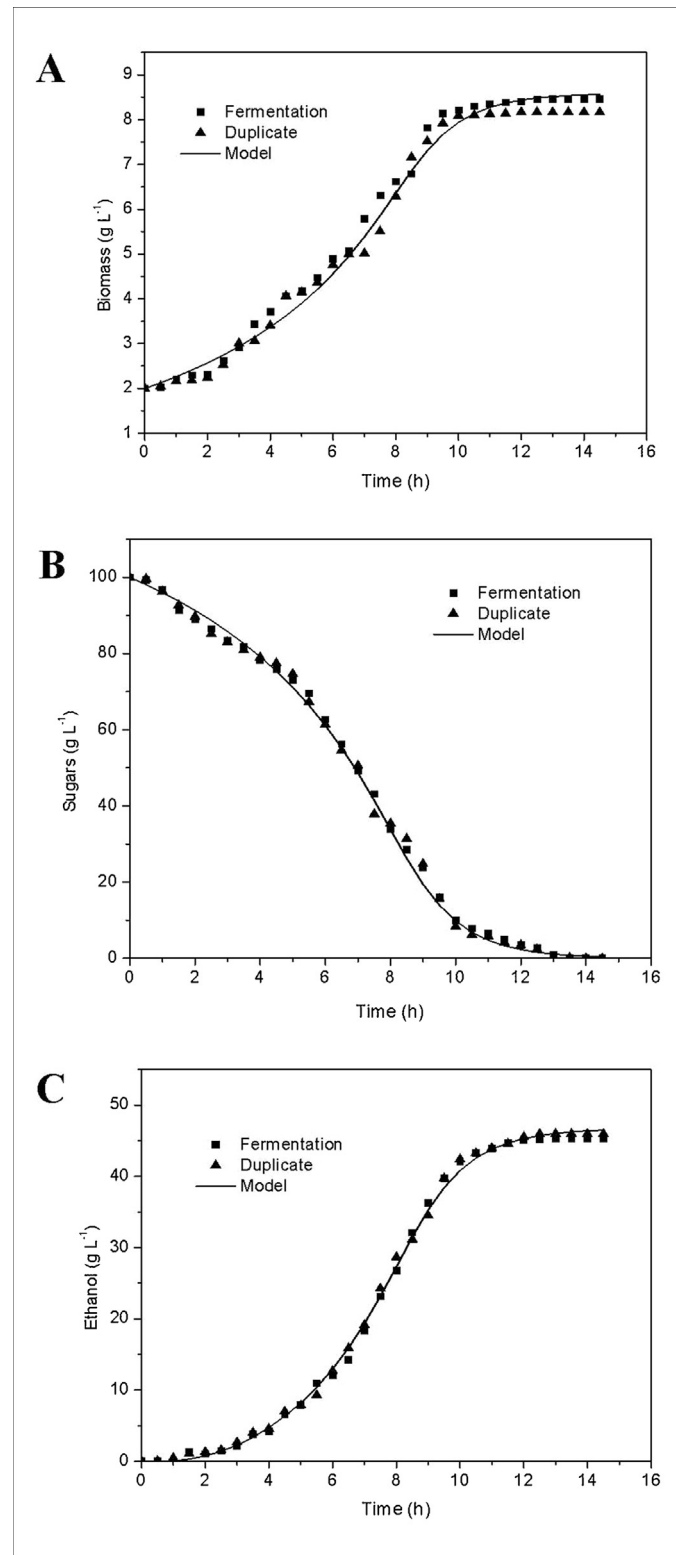 A
9
8
7
6
5
4
3
2
1
Biomass (g L⁻¹)
Fermentation
Duplicate
Model
0 2 4 6 8 10 12 14 16
Time (h)
B
100
80
60
40
20
0
Sugars (g L⁻¹)
Fermentation
Duplicate
Model
0 2 4 6 8 10 12 14 16
Time (h)
C
50
40
30
20
10
0
Ethanol (g L⁻¹)
Fermentation
Duplicate
Model
0 2 4 6 8 10 12 14 16
Time (h)